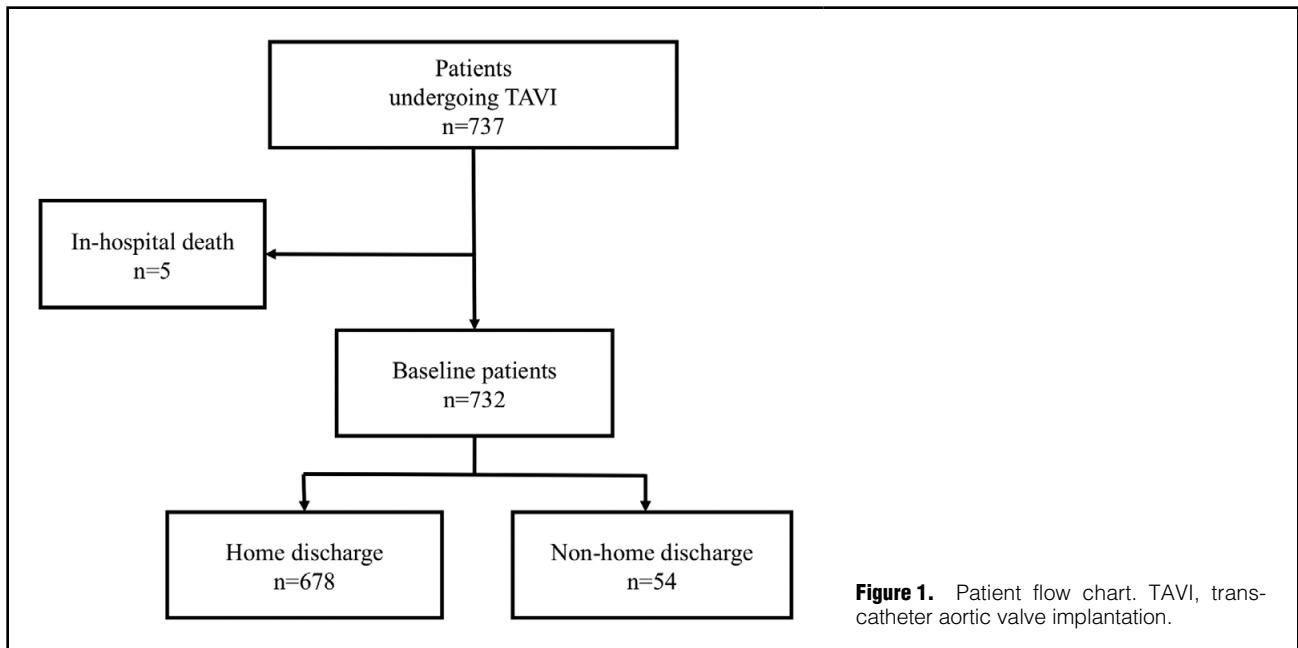 Patients
undergoing TAVI
n=737
In-hospital death
n=5
Baseline patients
n=732
Home discharge
n=678
Non-home discharge
n=54
Figure 1. Patient flow chart. TAVI, trans-
catheter aortic valve implantation.